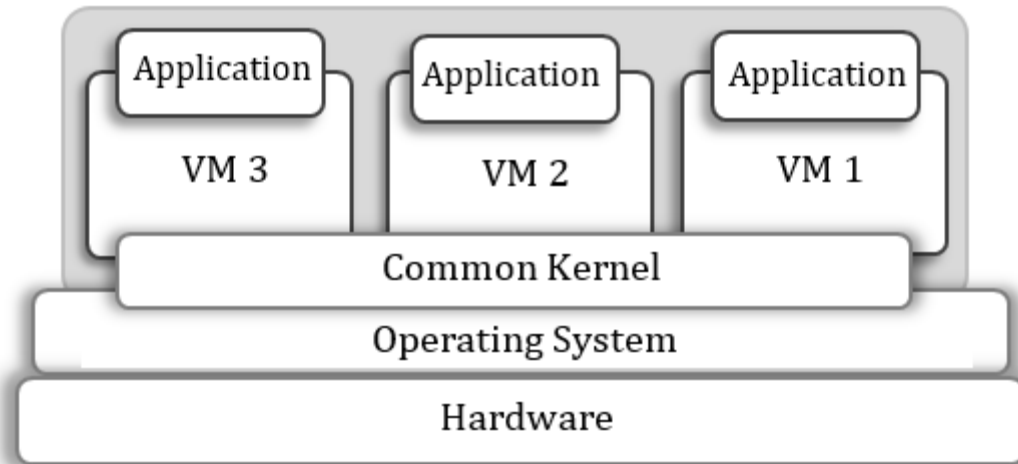 Application
Application
Application
VM 3
VM 2
VM 1
Common Kernel
Operating System
Hardware